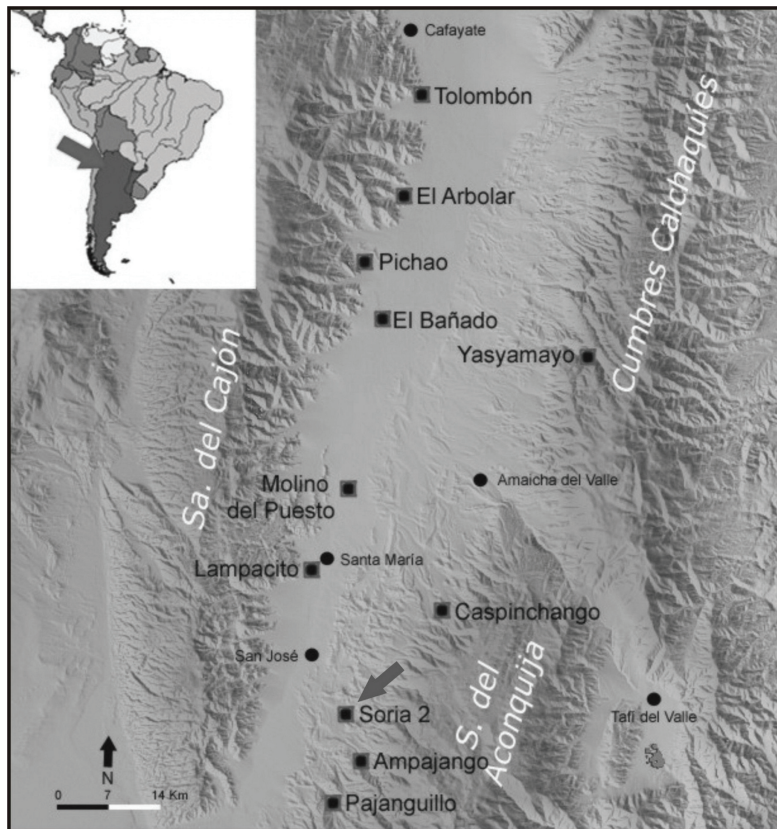 Cafayate
Tolombón
El Arbolar
Pichao
El Bañado
Yasyamayo
Cumbres Calchaquíes
Sa. del Cajón
Molino
del Puesto
Amaicha del Valle
Santa María
Lampacito
Caspinchango
San José
Soria 2
S. del
Aconquija
Tafí del Valle
Ampajango
Pajanguillo
N
0 7 14 Km